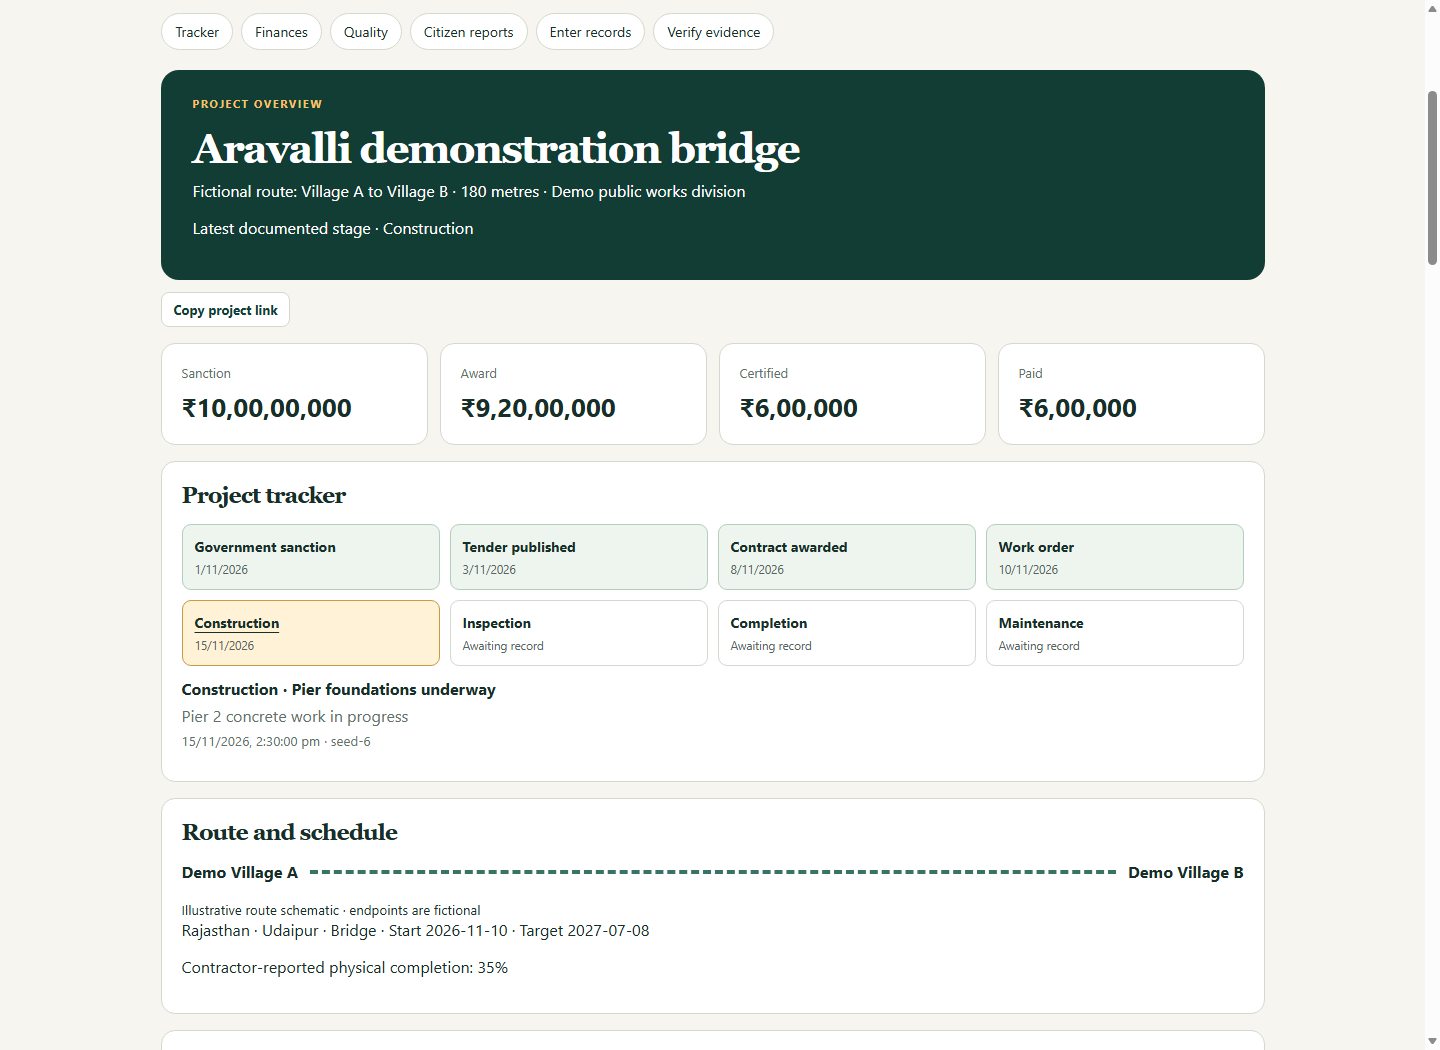 Tracker
Finances
Quality
Citizen reports
Enter records
Verify evidence
PROJECT OVERVIEW
Aravalli demonstration bridge
Fictional route: Village A to Village B · 180 metres · Demo public works division
Latest documented stage · Construction
Copy project link
Sanction
₹10,00,00,000
Award
₹9,20,00,000
Certified
₹6,00,000
Paid
₹6,00,000
Project tracker
Government sanction
1/11/2026
Tender published
3/11/2026
Contract awarded
8/11/2026
Work order
10/11/2026
Construction
15/11/2026
Inspection
Awaiting record
Completion
Awaiting record
Maintenance
Awaiting record
Construction · Pier foundations underway
Pier 2 concrete work in progress
15/11/2026, 2:30:00 pm · seed-6
Route and schedule
Demo Village A
Demo Village B
Illustrative route schematic · endpoints are fictional
Rajasthan · Udaipur · Bridge · Start 2026-11-10 · Target 2027-07-08
Contractor-reported physical completion: 35%